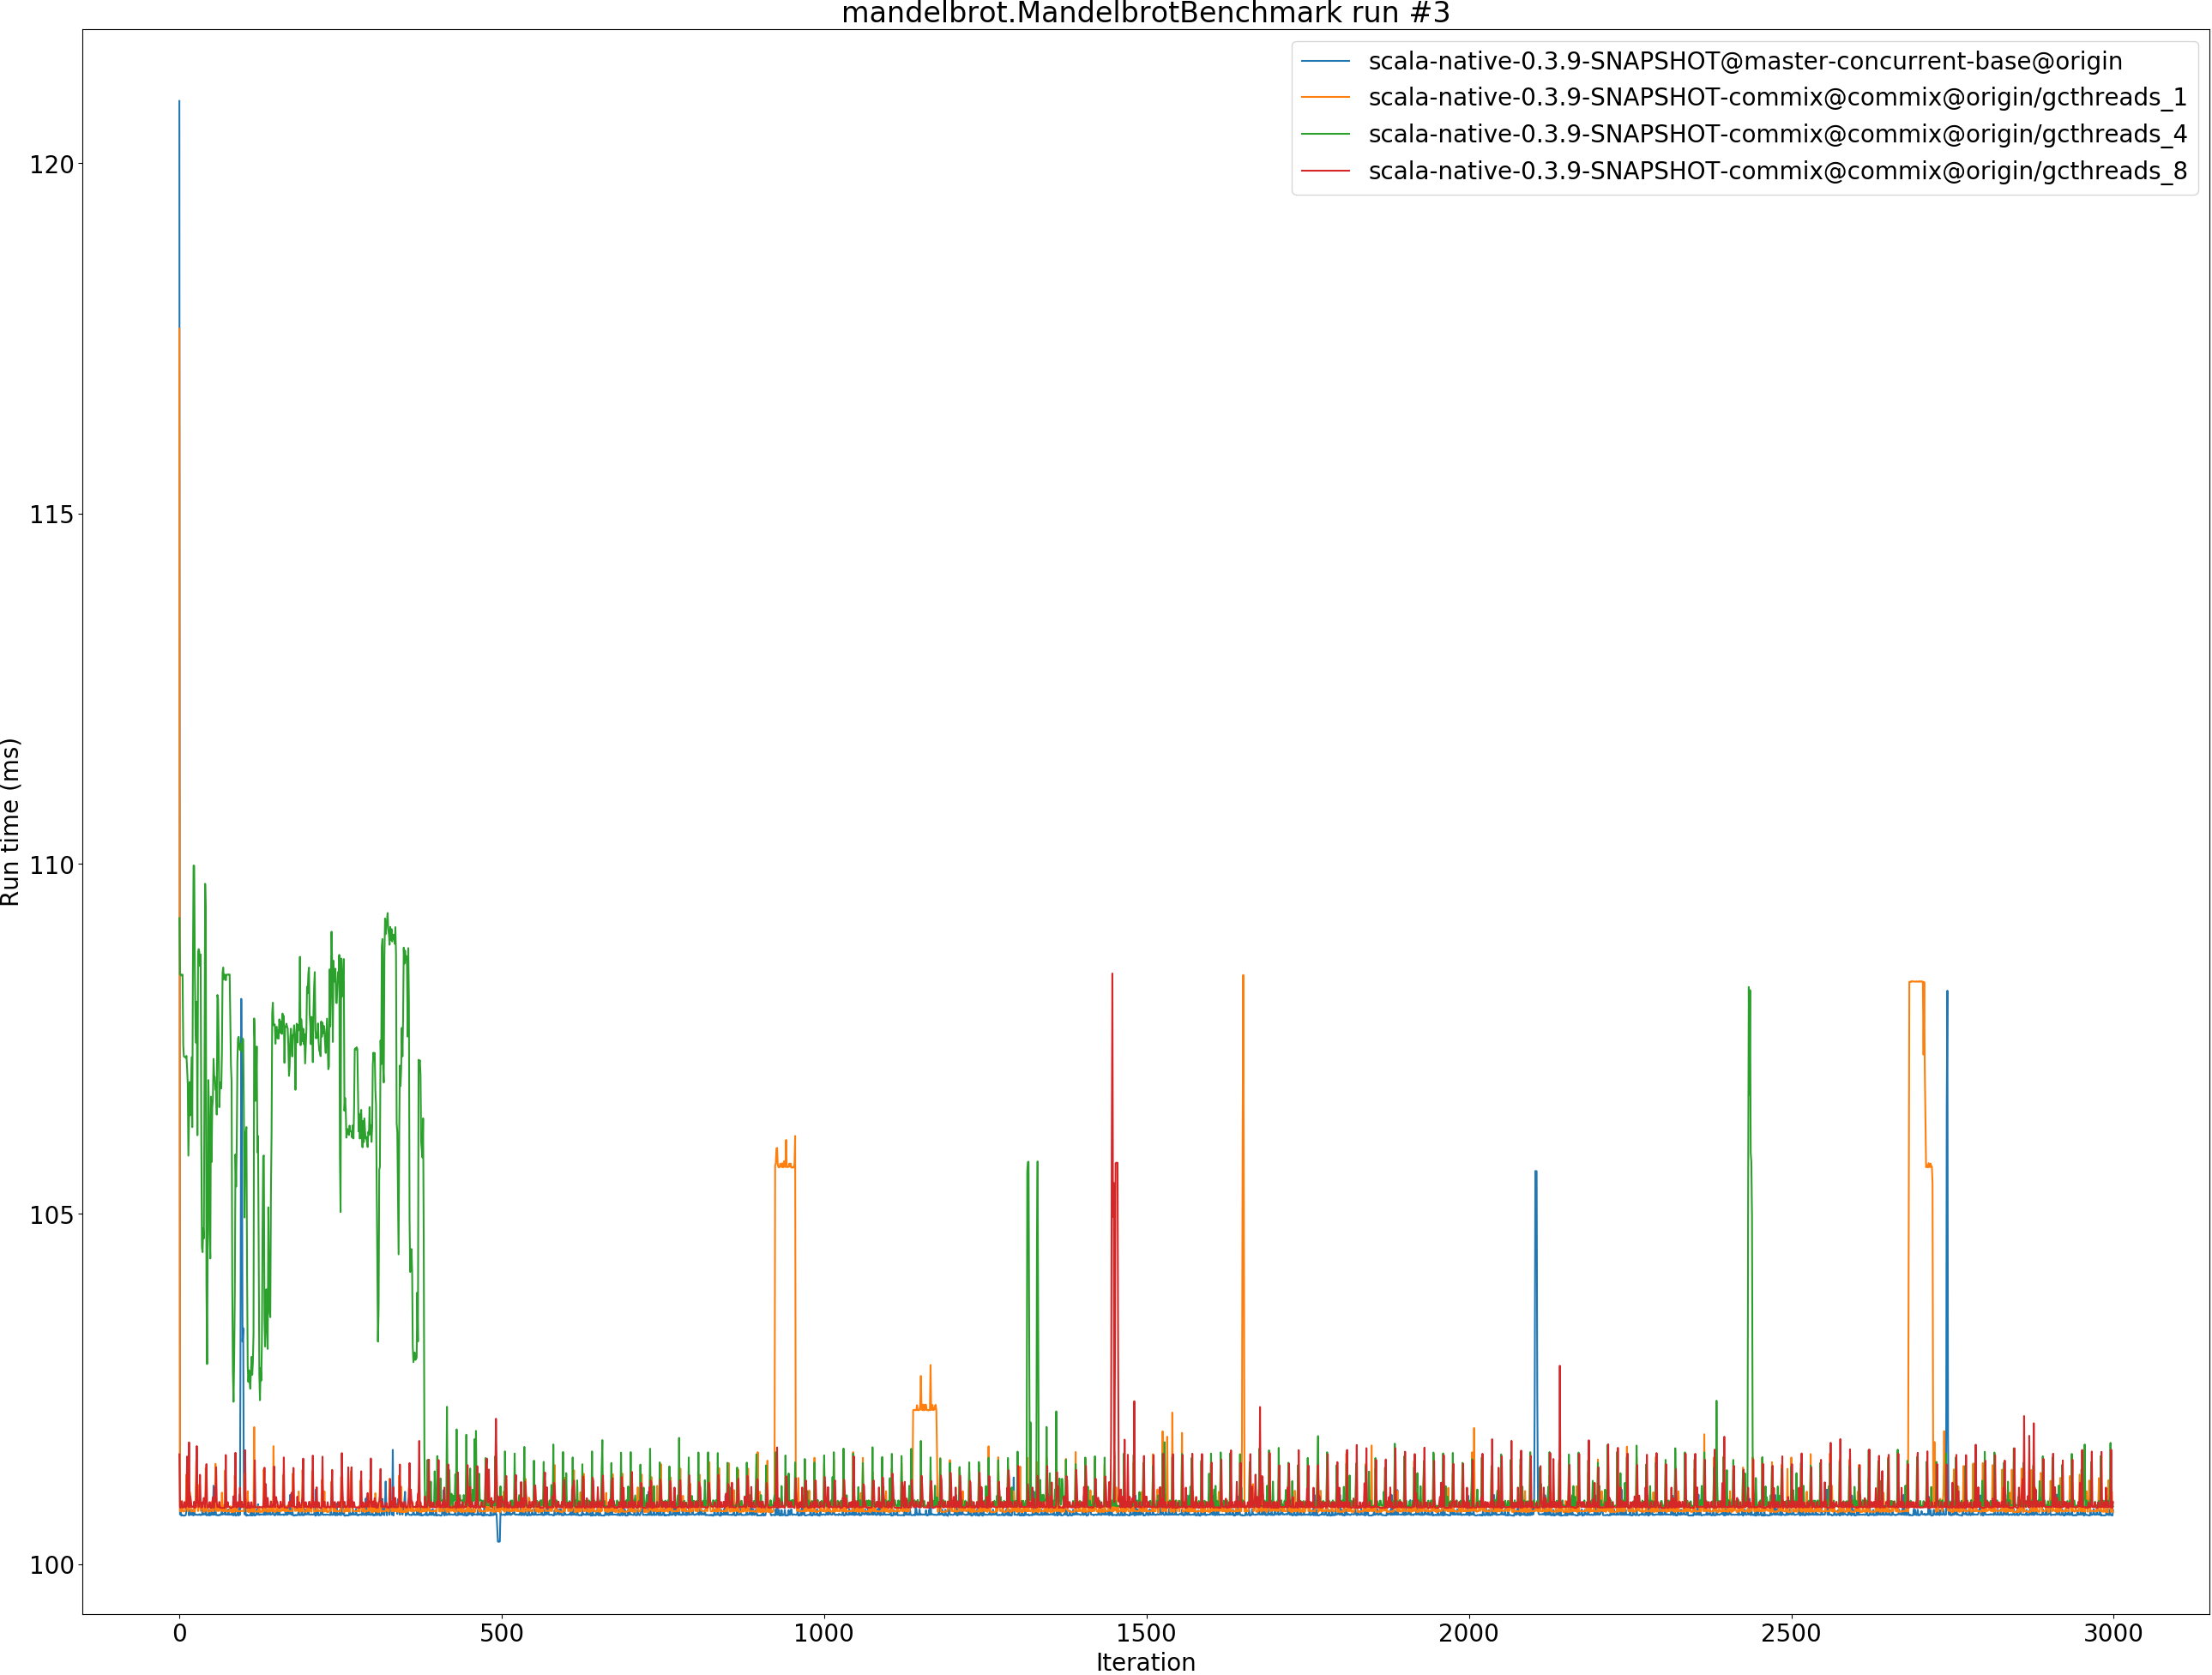 mandelbrot.MandelbrotBenchmark run #3
scala-native-0.3.9-SNAPSHOT@master-concurrent-base@origin
scala-native-0.3.9-SNAPSHOT-commix@commix@origin/gcthreads_1
scala-native-0.3.9-SNAPSHOT-commix@commix@origin/gcthreads_4
scala-native-0.3.9-SNAPSHOT-commix@commix@origin/gcthreads_8
120
115
110
105
100
Run time (ms)
0 500 1000 1500 2000 2500 3000
Iteration